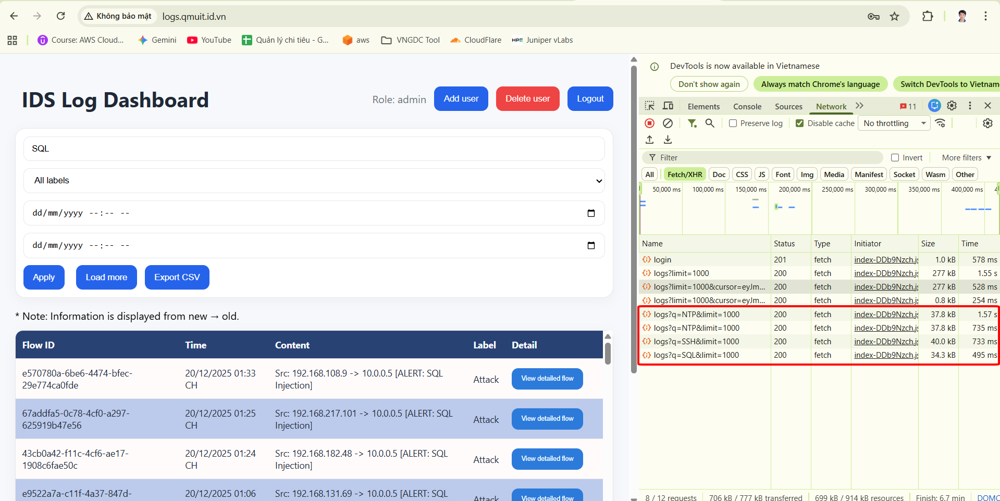 Không bảo mật logs.qmuit.id.vn
Course: AWS Cloud... Gemini YouTube Quản lý chi tiêu - G... aws VNGDC Tool CloudFlare HPE Juniper vLabs
IDS Log Dashboard
Role: admin Add user Delete user Logout
SQL
All labels
dd/mm/yyyy --:-- --
dd/mm/yyyy --:-- --
Apply Load more Export CSV
* Note: Information is displayed from new → old.
Flow ID Time Content Label Detail
e570780a-6be6-4474-bfec-
29e774ca0fde
20/12/2025 01:33
CH
Src: 192.168.108.9 -> 10.0.0.5 [ALERT: SQL
Injection]
Attack
View detailed flow
67addfa5-0c78-4cf0-a297-
625919b47e56
20/12/2025 01:25
CH
Src: 192.168.217.101 -> 10.0.0.5 [ALERT: SQL
Injection]
Attack
View detailed flow
43cb0a42-f11c-4cf6-ae17-
1908c6fae50c
20/12/2025 01:24
CH
Src: 192.168.182.48 -> 10.0.0.5 [ALERT: SQL
Injection]
Attack
View detailed flow
e9522a7a-c11f-4a37-847d-
20/12/2025 01:06
Src: 192.168.131.69 -> 10.0.0.5 [ALERT: SQL
Attack
View detailed flow
DevTools is now available in Vietnamese
Don't show again Always match Chrome's language Switch DevTools to Vietnam
Elements Console Sources Network 11
Preserve log Disable cache No throttling
Filter Invert More filters
All Fetch/XHR Doc CSS JS Font Img Media Manifest Socket Wasm Other
50,000 ms 100,000 ms 150,000 ms 200,000 ms 250,000 ms 300,000 ms 350,000 ms 400,000 ms 4
Name Status Type Initiator Size Time
login 201 fetch index-DDb9Nzch.js 1.0 kB 578 ms
logs?limit=1000 200 fetch index-DDb9Nzch.js 277 kB 1.55 s
logs?limit=1000&cursor=eyJm... 200 fetch index-DDb9Nzch.js 277 kB 528 ms
logs?limit=1000&cursor=eyJm... 200 fetch index-DDb9Nzch.js 0.8 kB 254 ms
logs?q=NTP&limit=1000 200 fetch index-DDb9Nzch.js 37.8 kB 1.57 s
logs?q=NTP&limit=1000 200 fetch index-DDb9Nzch.js 37.8 kB 735 ms
logs?q=SSH&limit=1000 200 fetch index-DDb9Nzch.js 40.0 kB 733 ms
logs?q=SQL&limit=1000 200 fetch index-DDb9Nzch.js 34.3 kB 495 ms
8 / 12 requests 706 kB / 777 kB transferred 699 kB / 914 kB resources Finish: 6.7 min DOMC